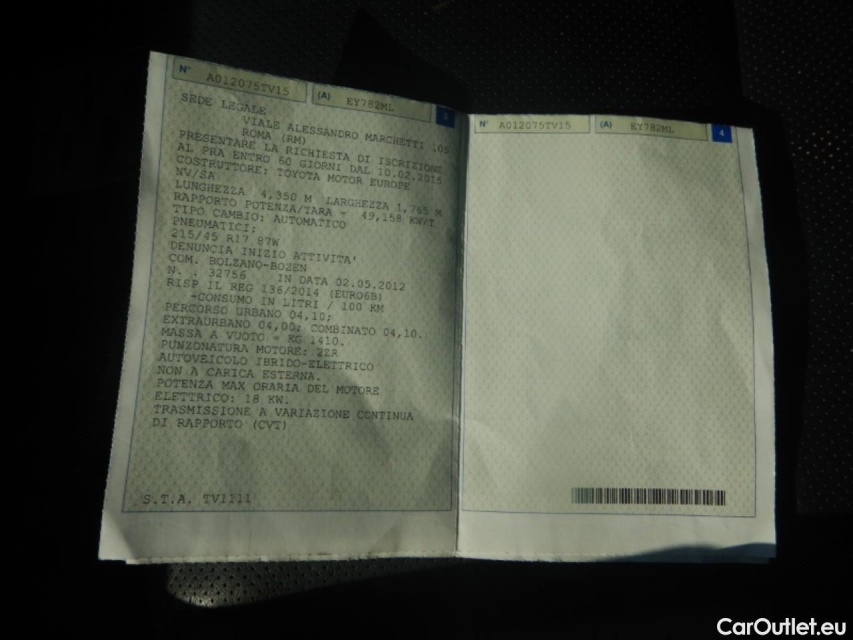 N° A012075TV15 (A) EY782ML 3
SEDE LEGALE
VIALE ALESSANDRO MARCHETTI 105
ROMA (RM)
PRESENTARE LA RICHIESTA DI ISCRIZIONE
AL PRA ENTRO 60 GIORNI DAL 10.02.2015
COSTRUTTORE: TOYOTA MOTOR EUROPE
NV/SA
LUNGHEZZA 4,350 M LARGHEZZA 1,765 M
RAPPORTO POTENZA/TARA = 49,158 KW/T
TIPO CAMBIO: AUTOMATICO
PNEUMATICI:
215/45 R17 87W
DENUNCIA INIZIO ATTIVITA'
COM. BOLZANO-BOZEN
N. . 32756 IN DATA 02.05.2012
RISP IL REG 136/2014 (EURO6B)
-CONSUMO IN LITRI / 100 KM
PERCORSO URBANO 04,10;
EXTRAURBANO 04,00; COMBINATO 04,10.
MASSA A VUOTO = KG 1410.
PUNZONATURA MOTORE: 2ZR
AUTOVEICOLO IBRIDO-ELETTRICO
NON A CARICA ESTERNA.
POTENZA MAX ORARIA DEL MOTORE
ELETTRICO: 18 KW.
TRASMISSIONE A VARIAZIONE CONTINUA
DI RAPPORTO (CVT)
S.T.A. TV1111
N° A012075TV15 (A) EY782ML 4
CarOutlet.eu